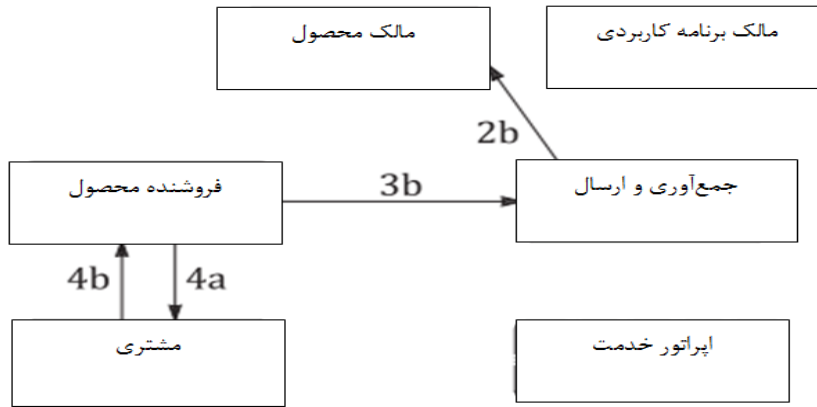 مالک برنامه کاربردی
مالک محصول
2b
جمع‌آوری و ارسال
3b
فروشنده محصول
4a
4b
اپراتور خدمت
مشتری